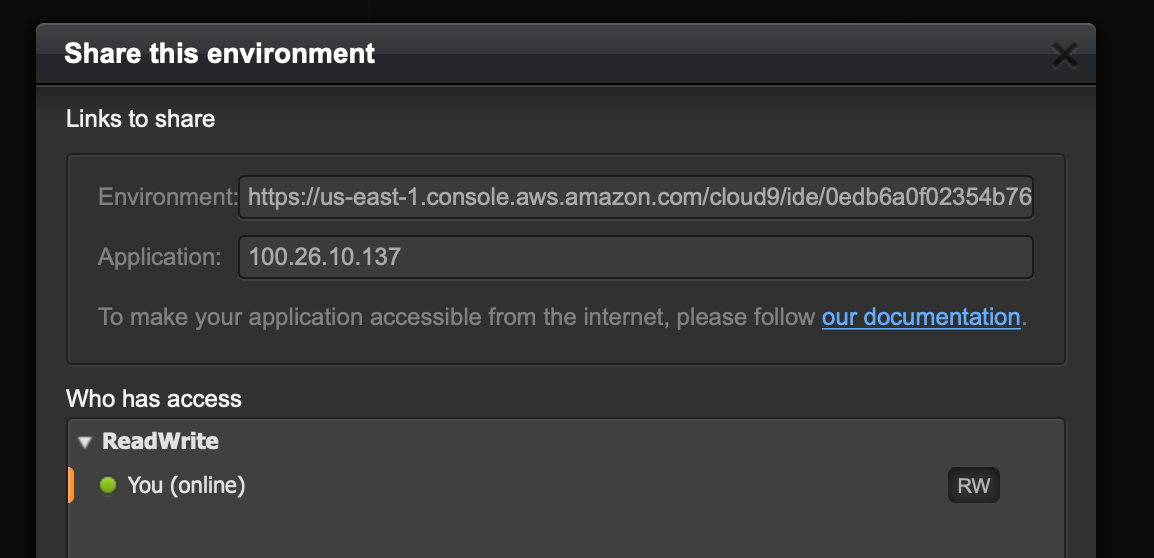 Share this environment
Links to share
Environment: https://us-east-1.console.aws.amazon.com/cloud9/ide/0edb6a0f02354b76
Application: 100.26.10.137
To make your application accessible from the internet, please follow our documentation.
Who has access
ReadWrite
You (online) RW